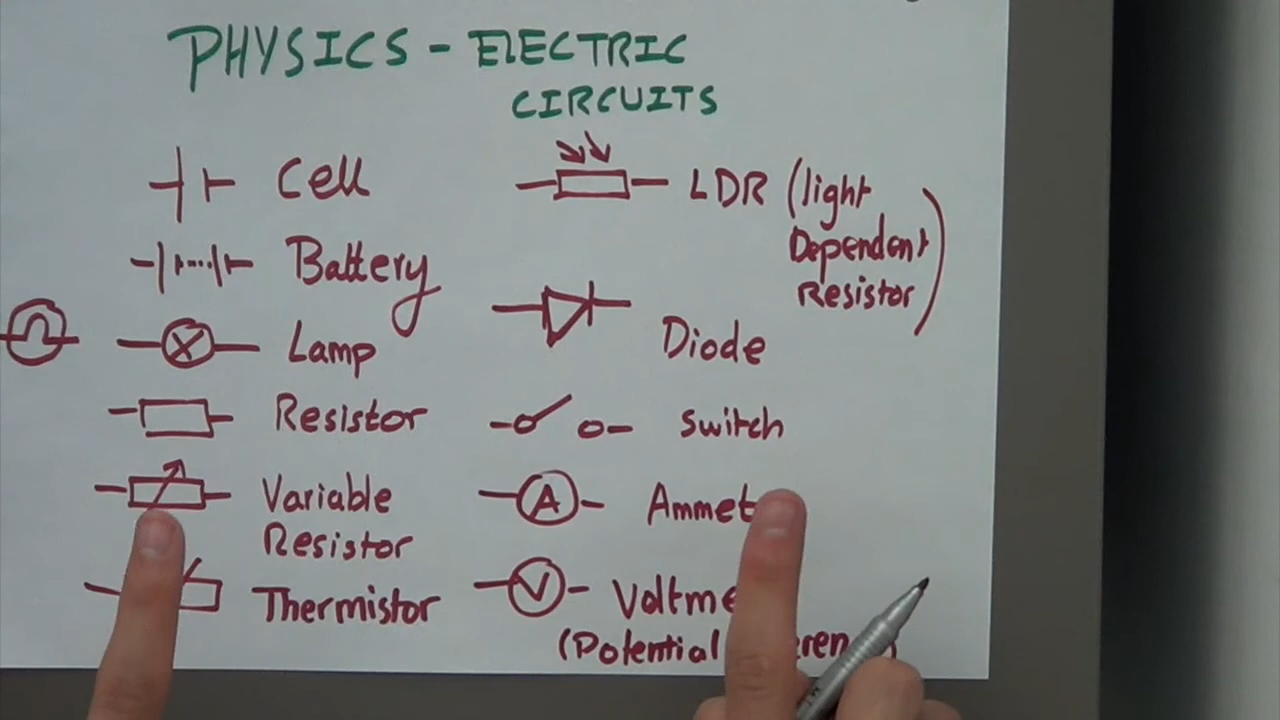 PHYSICS - ELECTRIC
CIRCUITS
Cell
Battery
Lamp
Resistor
Variable
Resistor
Thermistor
LDR (light
Dependent
Resistor)
Diode
Switch
A
V
(Potential